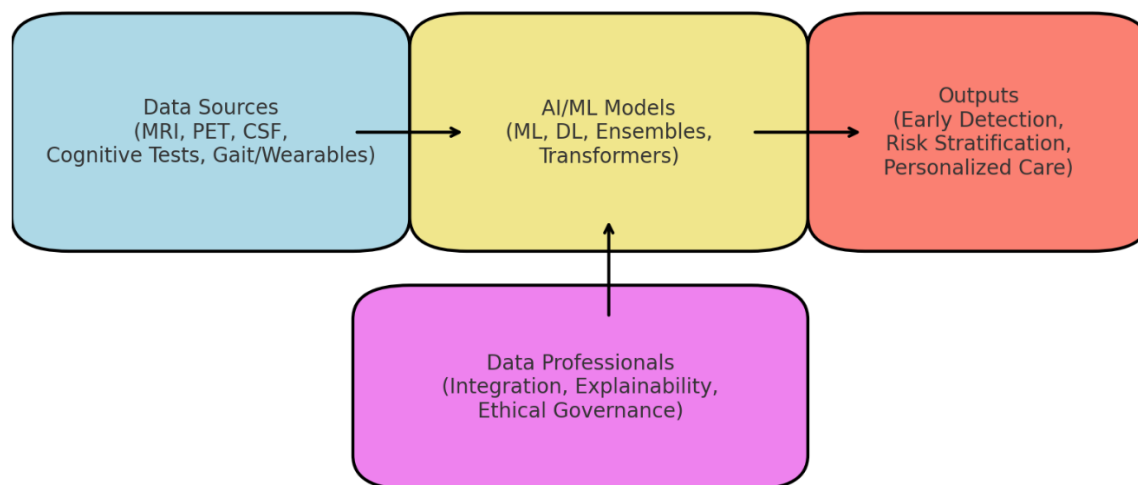 Data Sources
(MRI, PET, CSF,
Cognitive Tests, Gait/Wearables)
AI/ML Models
(ML, DL, Ensembles,
Transformers)
Outputs
(Early Detection,
Risk Stratification,
Personalized Care)
Data Professionals
(Integration, Explainability,
Ethical Governance)